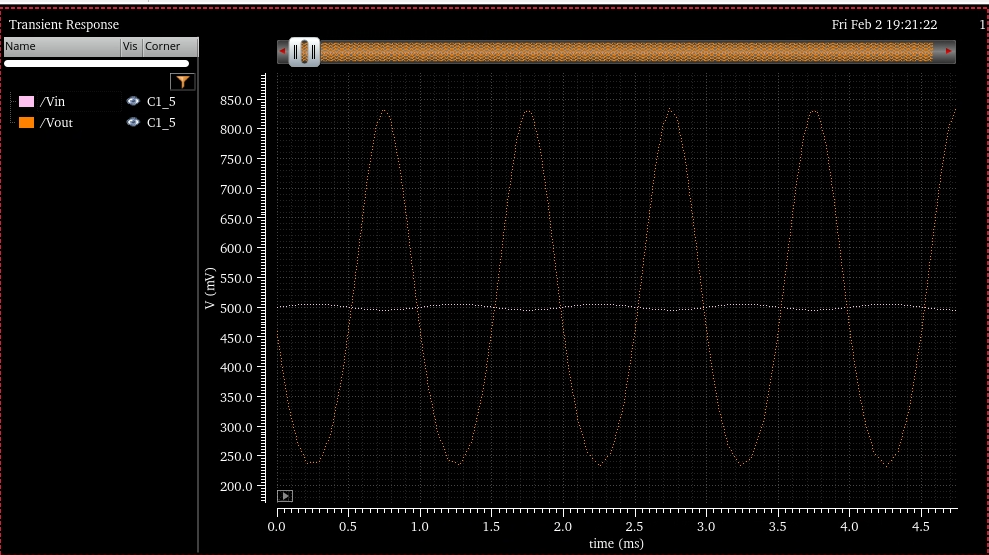 Transient Response
Fri Feb 2 19:21:22
1
Name Vis Corner
/Vin C1_5
/Vout C1_5
V (mV)
850.0
800.0
750.0
700.0
650.0
600.0
550.0
500.0
450.0
400.0
350.0
300.0
250.0
200.0
0.0 0.5 1.0 1.5 2.0 2.5 3.0 3.5 4.0 4.5
time (ms)